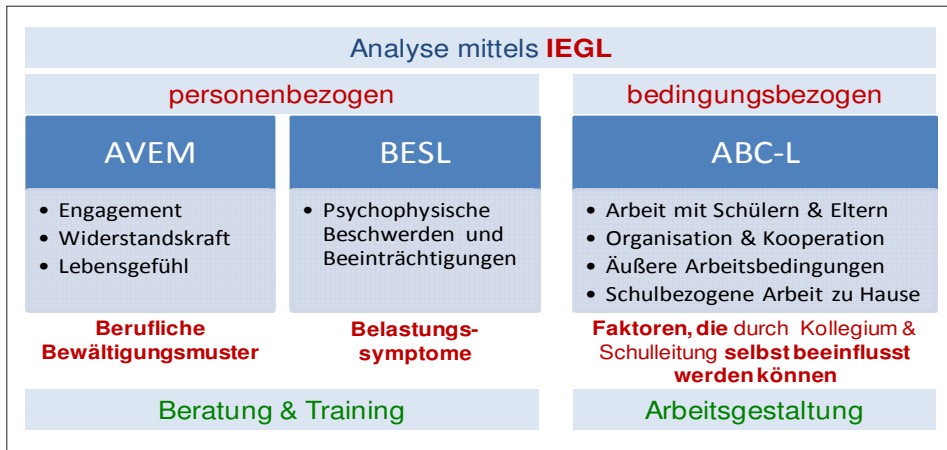 Analyse mittels IEGL
personenbezogen
AVEM
• Engagement
• Widerstandskraft
• Lebensgefühl
Berufliche
Bewältigungsmuster
BESL
• Psychophysische
Beschwerden und
Beeinträchtigungen
Belastungs-
symptome
Beratung & Training
bedingungsbezogen
ABC-L
• Arbeit mit Schülern & Eltern
• Organisation & Kooperation
• Äußere Arbeitsbedingungen
• Schulbezogene Arbeit zu Hause
Faktoren, die durch Kollegium &
Schulleitung selbst beeinflusst
werden können
Arbeitsgestaltung